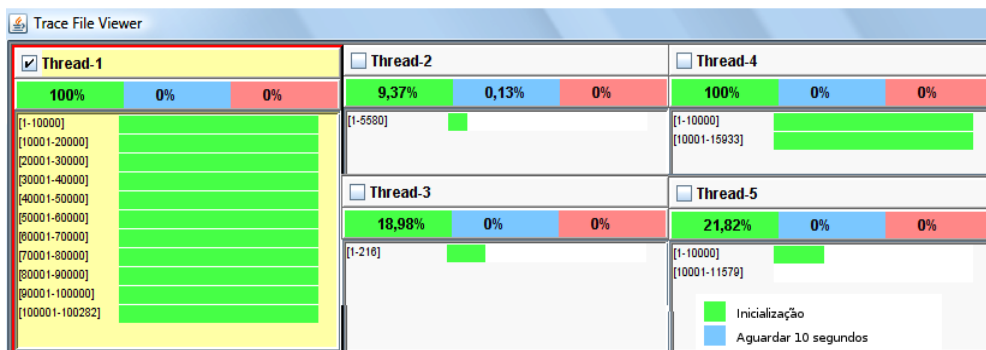 Trace File Viewer
Thread-1
100% 0% 0%
[1-10000]
[10001-20000]
[20001-30000]
[30001-40000]
[40001-50000]
[50001-60000]
[60001-70000]
[70001-80000]
[80001-90000]
[90001-100000]
[100001-100282]
Thread-2
9,37% 0,13% 0%
[1-5580]
Thread-3
18,98% 0% 0%
[1-216]
Thread-4
100% 0% 0%
[1-10000]
[10001-15933]
Thread-5
21,82% 0% 0%
[1-10000]
[10001-11579]
Inicialização
Aguardar 10 segundos